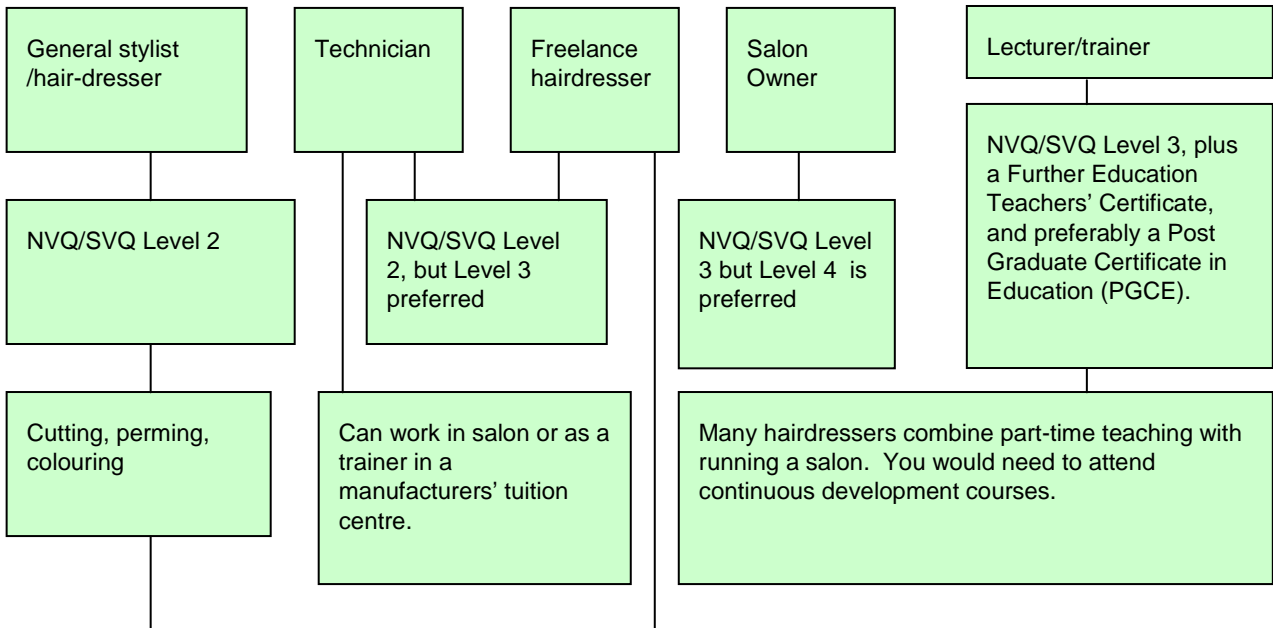 General stylist
/hair-dresser
Technician
Freelance
hairdresser
Salon
Owner
Lecturer/trainer
NVQ/SVQ Level 2
NVQ/SVQ Level
2, but Level 3
preferred
NVQ/SVQ Level
3 but Level 4 is
preferred
NVQ/SVQ Level 3, plus
a Further Education
Teachers’ Certificate,
and preferably a Post
Graduate Certificate in
Education (PGCE).
Cutting, perming,
colouring
Can work in salon or as a
trainer in a
manufacturers’ tuition
centre.
Many hairdressers combine part-time teaching with
running a salon. You would need to attend
continuous development courses.